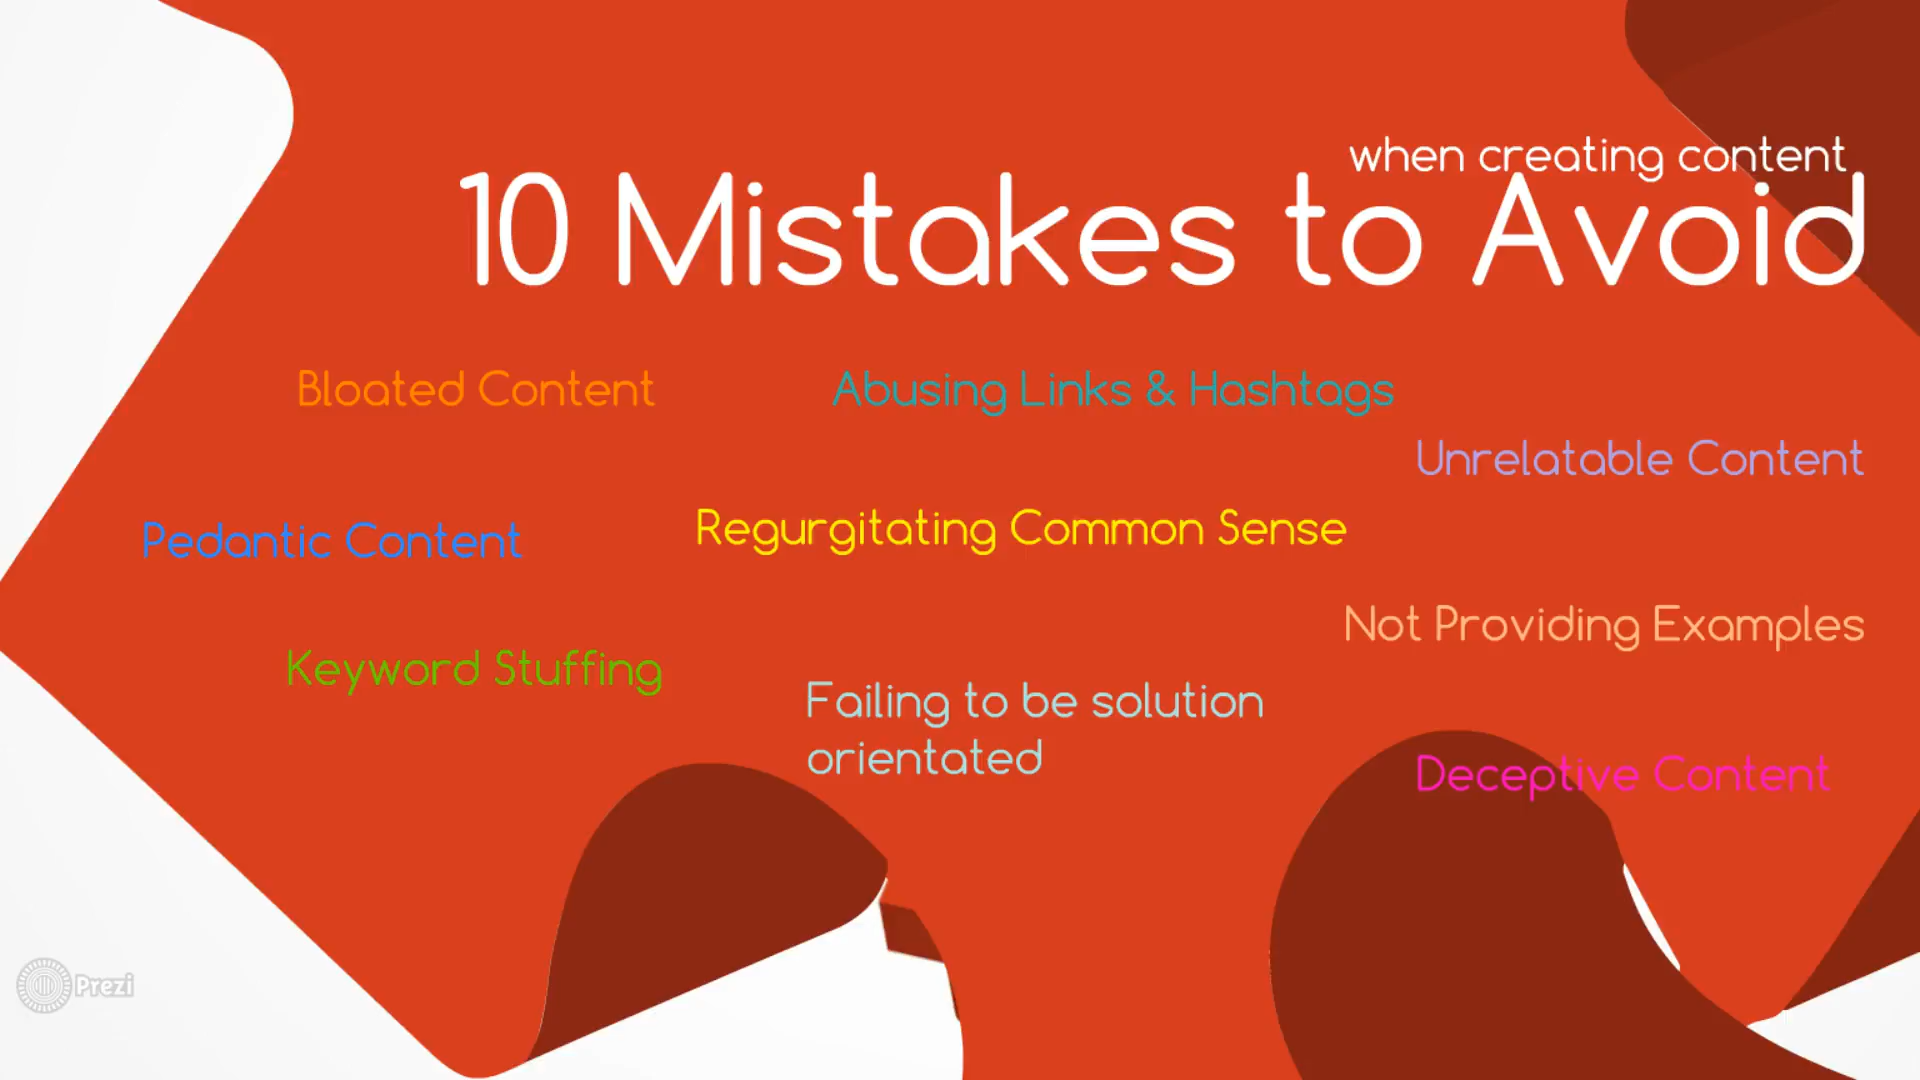 when creating content
10 Mistakes to Avoid
Bloated Content
Abusing Links & Hashtags
Unrelatable Content
Pedantic Content
Regurgitating Common Sense
Not Providing Examples
Keyword Stuffing
Failing to be solution
orientated
Deceptive Content
Prezi